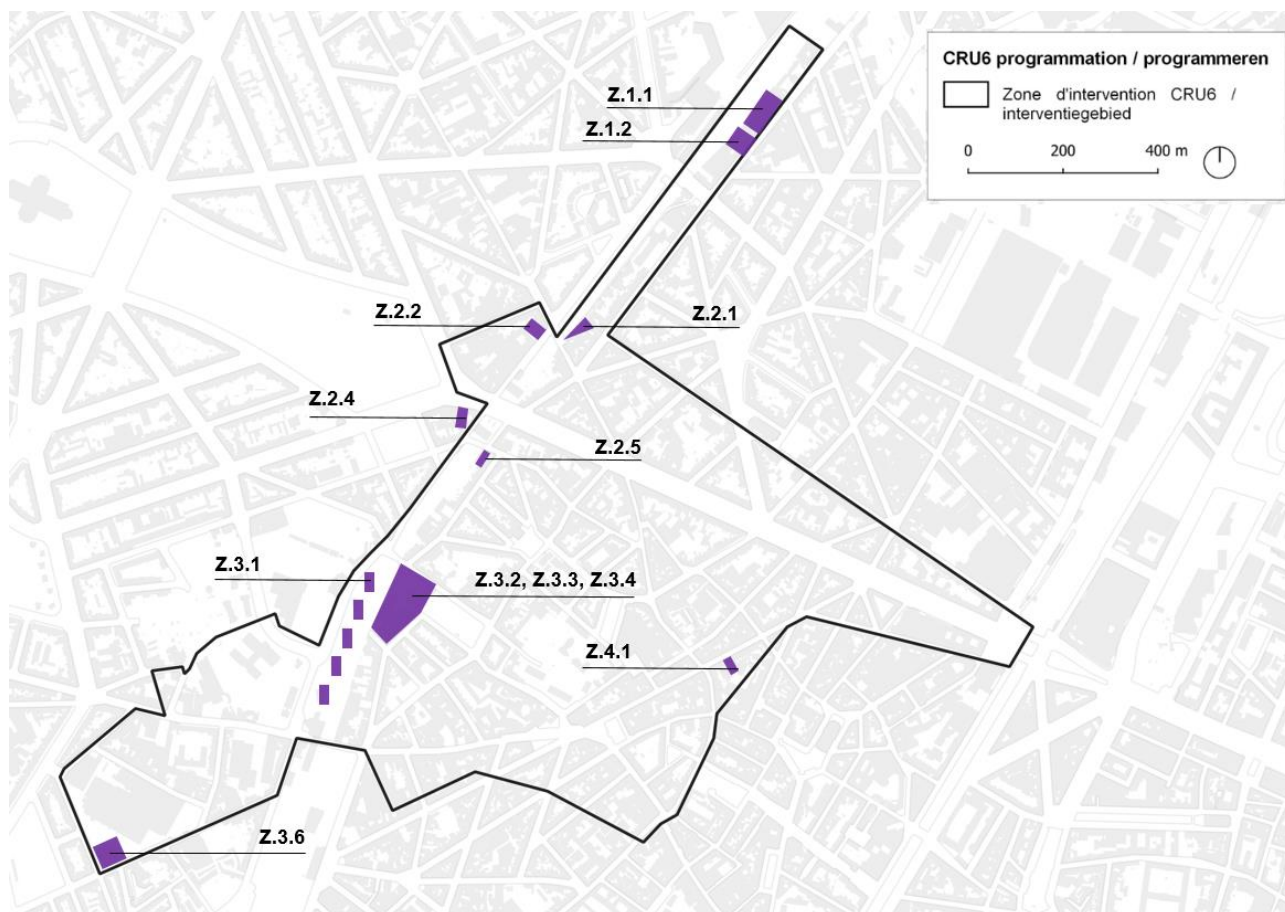 CRU6 programmation / programmeren
Zone d'intervention CRU6 /
interventiegebied
0 200 400 m
Z.1.1
Z.1.2
Z.2.2
Z.2.1
Z.2.4
Z.2.5
Z.3.1
Z.3.2, Z.3.3, Z.3.4
Z.4.1
Z.3.6